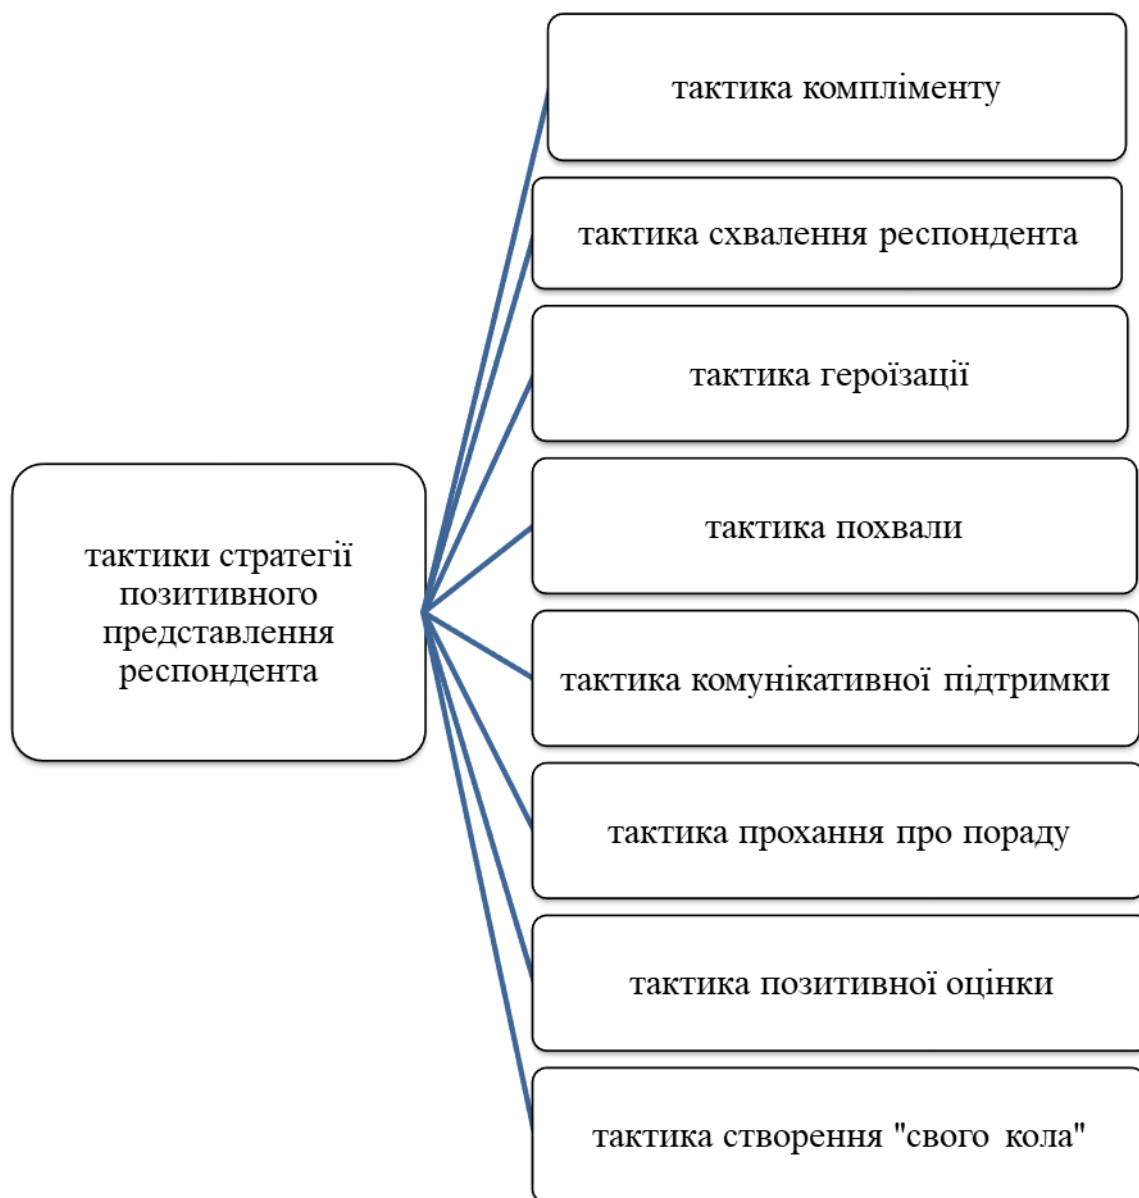 тактика компліменту
тактика схвалення респондента
тактика героїзації
тактика похвали
тактики стратегії
позитивного
представлення
респондента
тактика комунікативної підтримки
тактика прохання про пораду
тактика позитивної оцінки
тактика створення "свого кола"